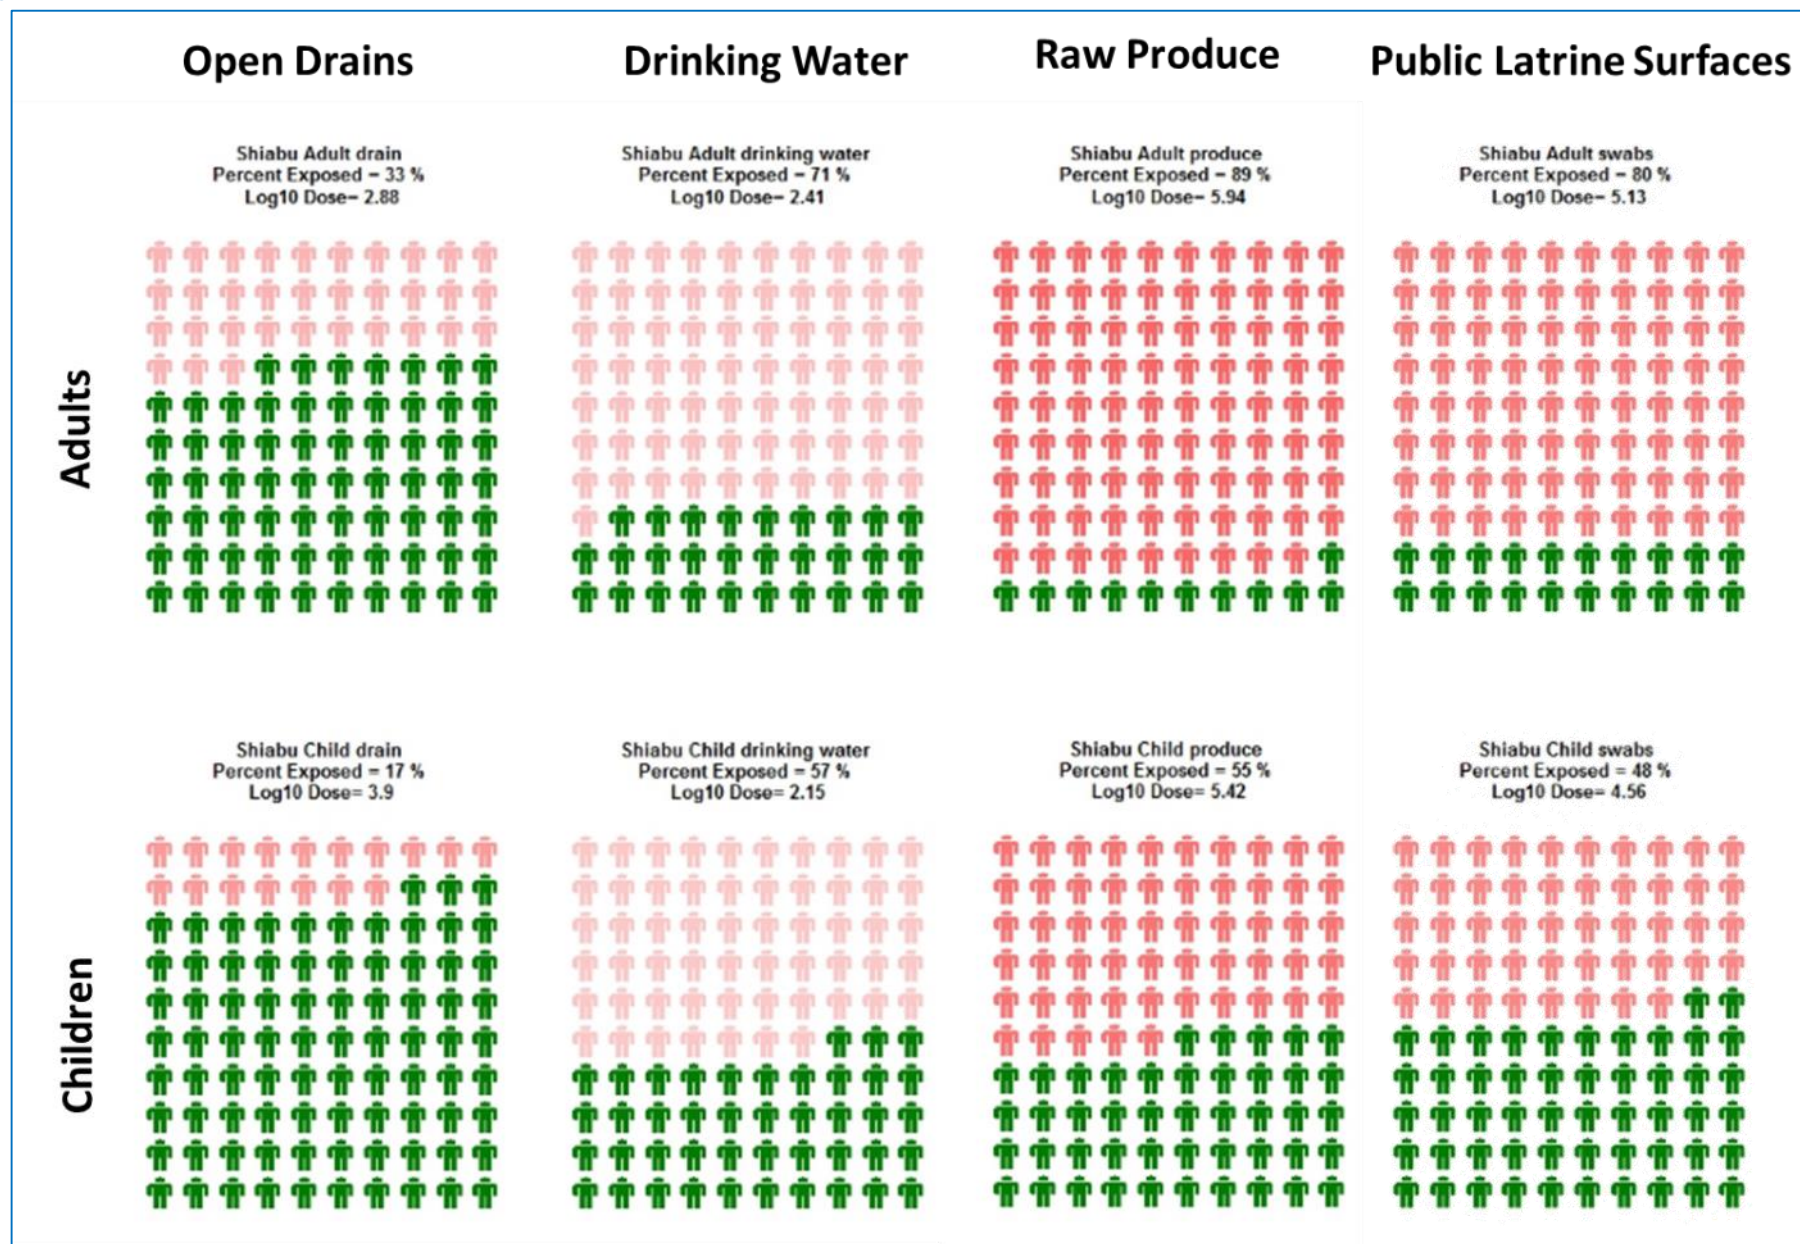 Open Drains
Drinking Water
Raw Produce
Public Latrine Surfaces
Adults
Shiabu Adult drain
Percent Exposed = 33 %
Log10 Dose= 2.88
Shiabu Adult drinking water
Percent Exposed = 71 %
Log10 Dose= 2.41
Shiabu Adult produce
Percent Exposed = 89 %
Log10 Dose= 5.94
Shiabu Adult swabs
Percent Exposed = 80 %
Log10 Dose= 5.13
Children
Shiabu Child drain
Percent Exposed = 17 %
Log10 Dose= 3.9
Shiabu Child drinking water
Percent Exposed = 57 %
Log10 Dose= 2.15
Shiabu Child produce
Percent Exposed = 55 %
Log10 Dose= 5.42
Shiabu Child swabs
Percent Exposed = 48 %
Log10 Dose= 4.56